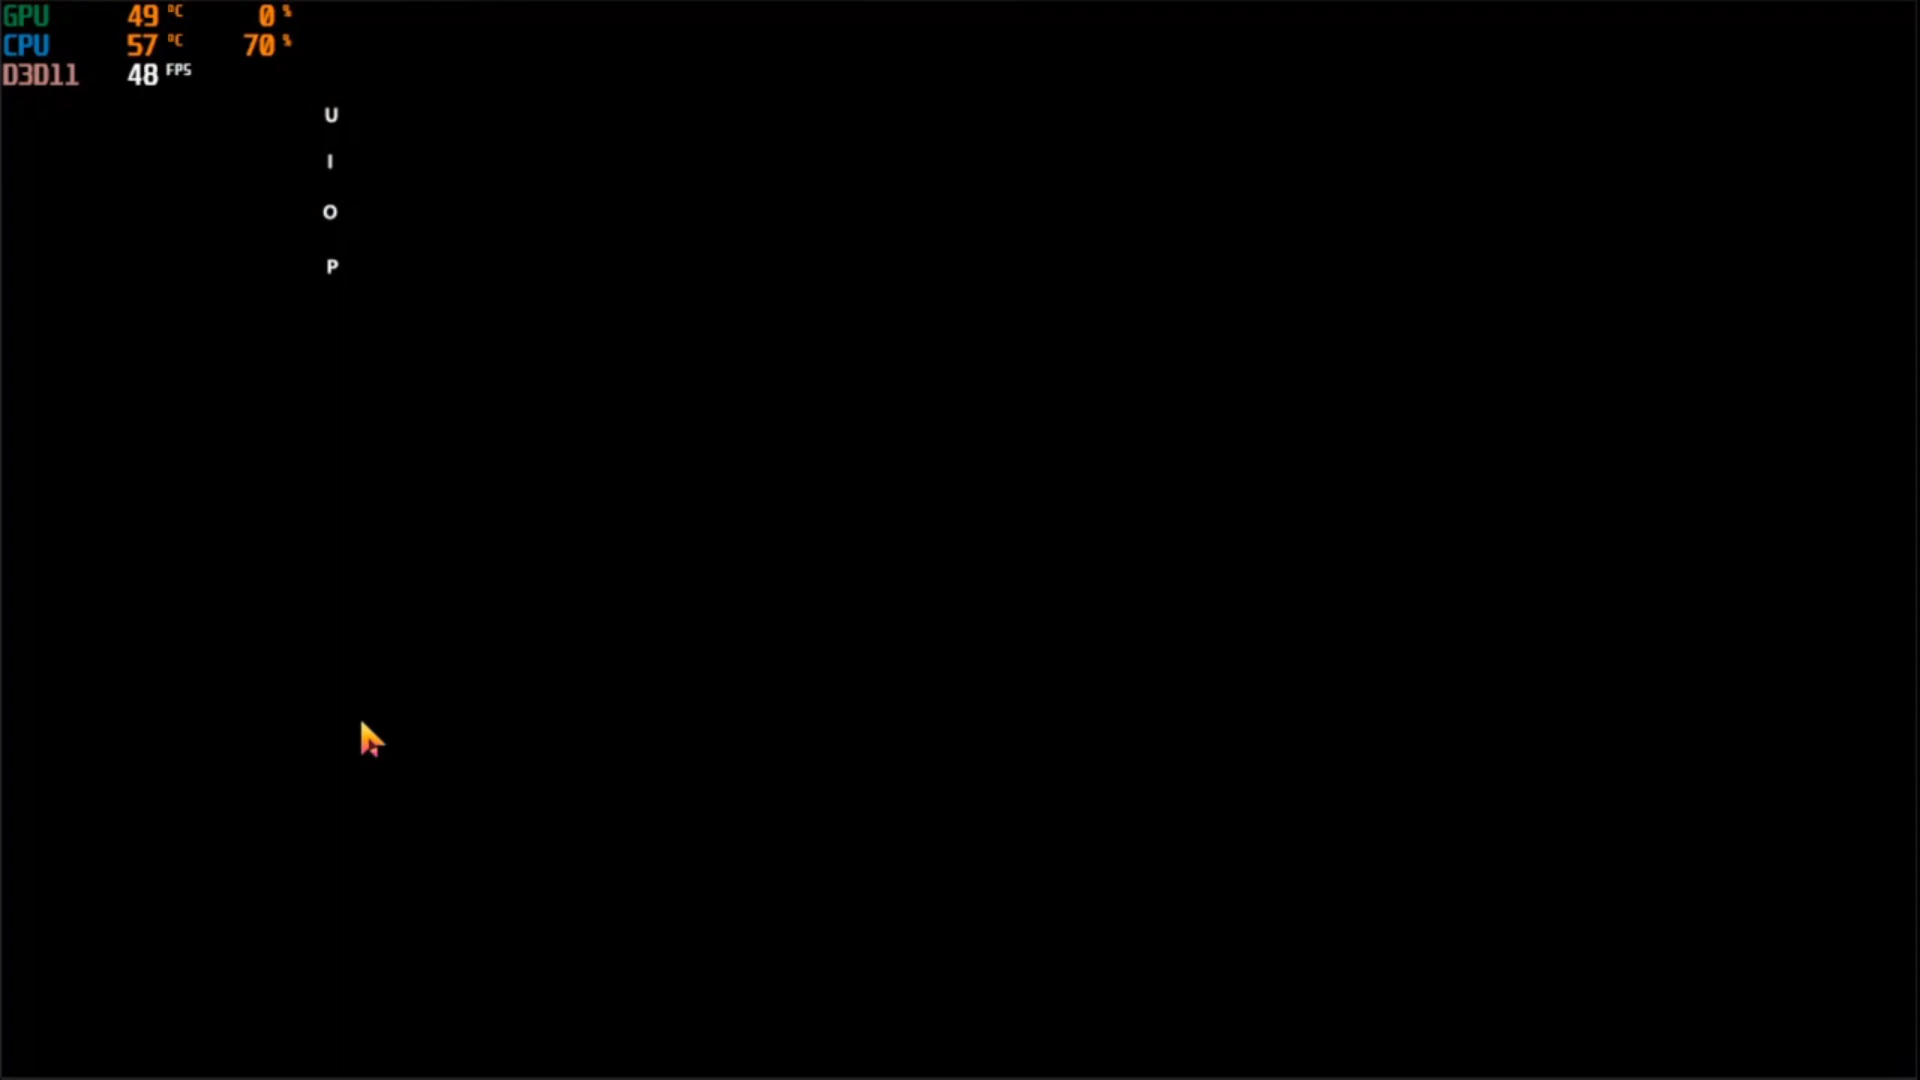 GPU 49 °C 0 %
CPU 57 °C 70 %
D3D11 48 FPS
U
I
O
P